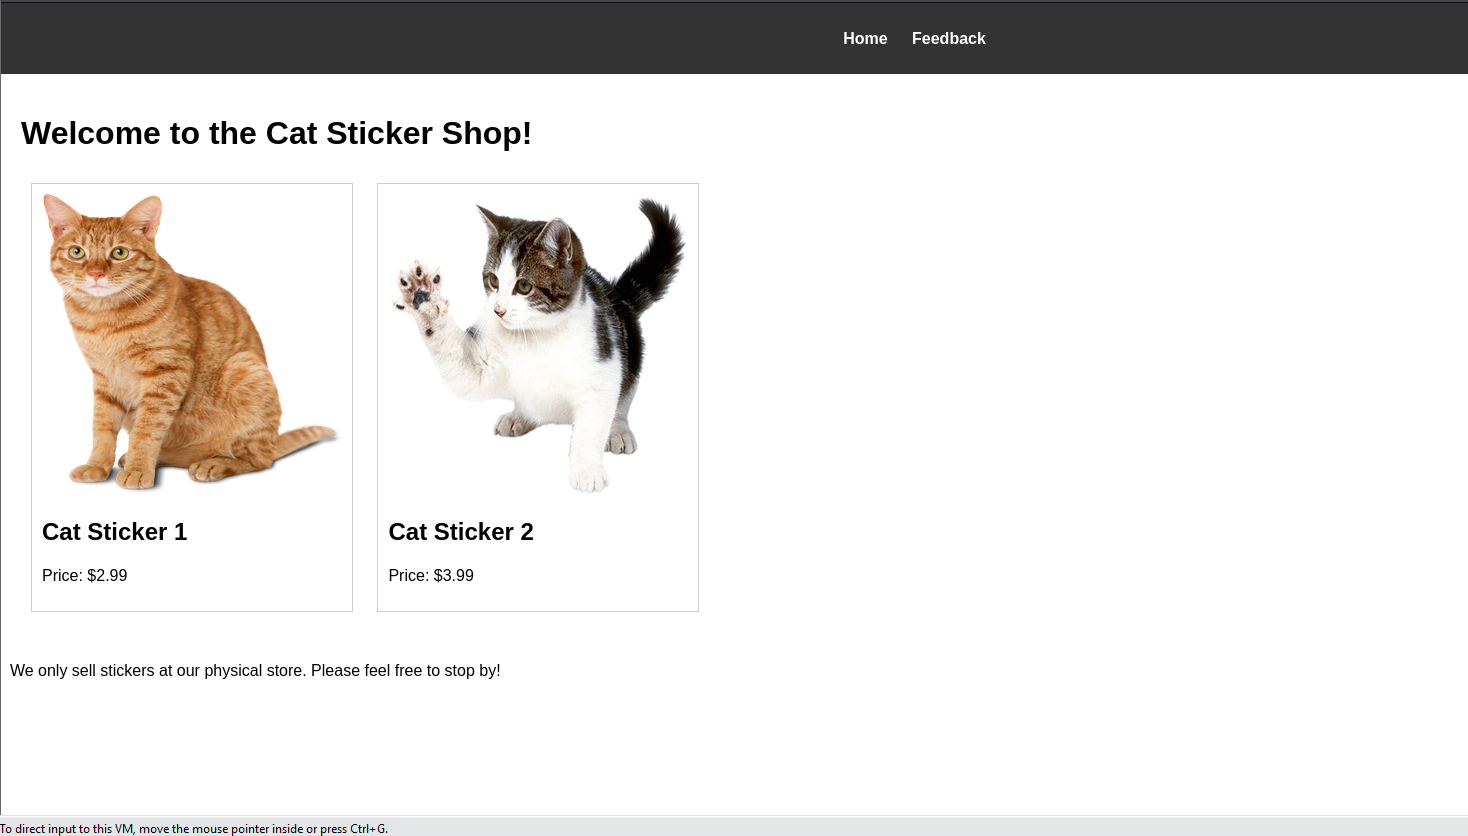 Home Feedback
Welcome to the Cat Sticker Shop!
Cat Sticker 1
Price: $2.99
Cat Sticker 2
Price: $3.99
We only sell stickers at our physical store. Please feel free to stop by!
To direct input to this VM, move the mouse pointer inside or press Ctrl+G.